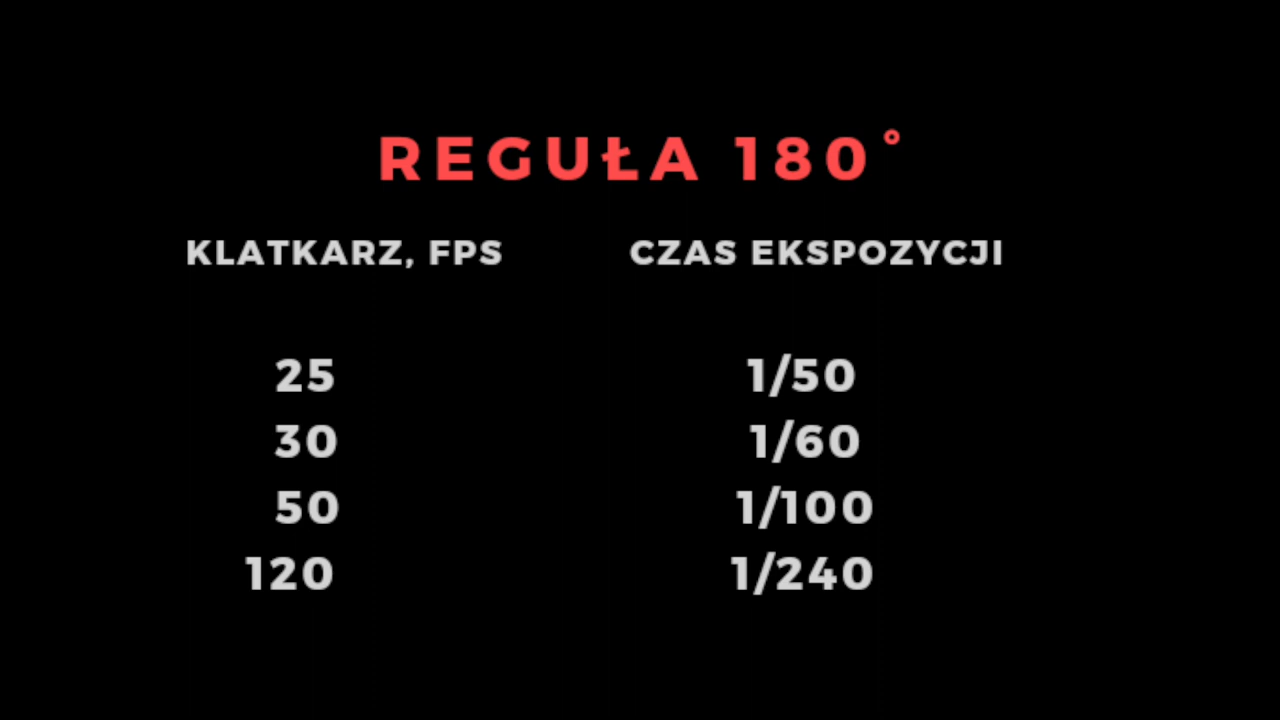 REGUŁA 180°
KLATKARZ, FPS CZAS EKSPOZYCJI
25 1/50
30 1/60
50 1/100
120 1/240